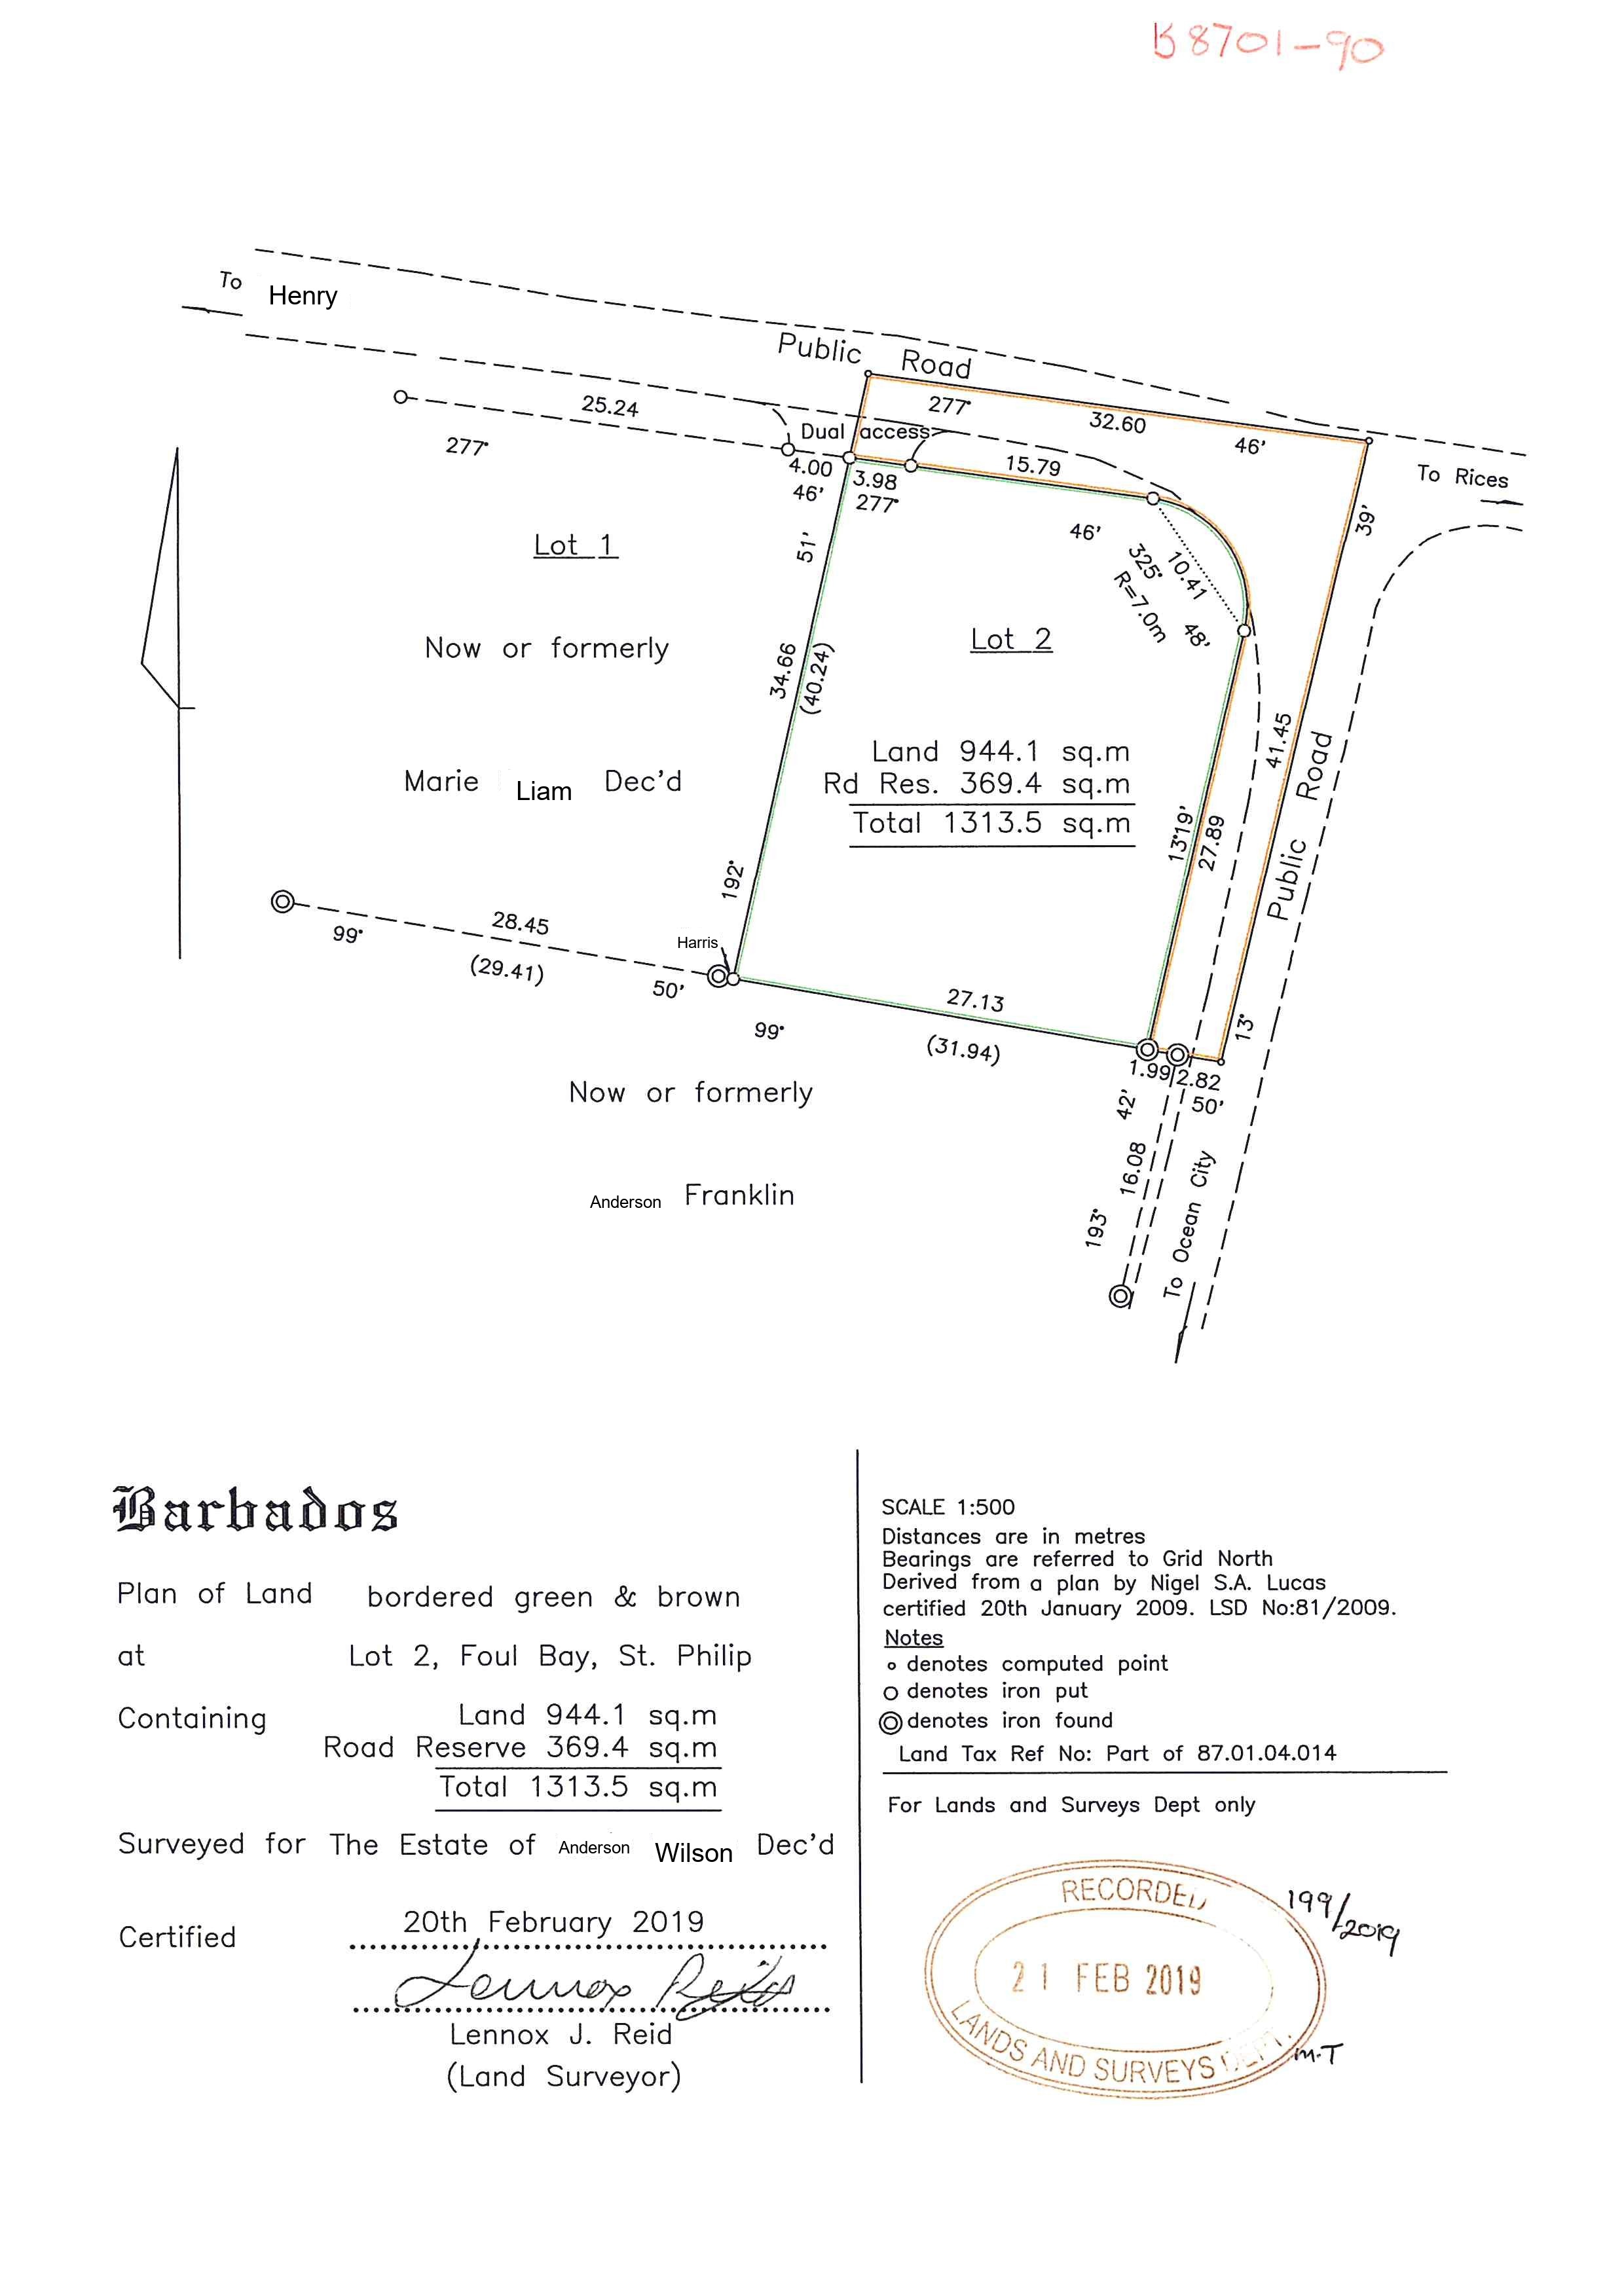 B8701-90
To Henry
Public Road
25.24
277°
32.60
46'
277°
Dual access
4.00
46'
3.98
277°
15.79
46'
To Rices
39'
Lot 1
51'
325°
10.41
48'
R=7.0m
Now or formerly
Lot 2
34.66
(40.24)
Marie Liam Dec'd
Land 944.1 sq.m
Rd Res. 369.4 sq.m
Total 1313.5 sq.m
41.45
Public Road
13°19'
27.89
192°
28.45
99°
(29.41)
50'
Harris
27.13
99°
(31.94)
13°
1.99
2.82
50'
42'
Now or formerly
Anderson Franklin
16.08
193°
To Ocean City
Barbados
Plan of Land bordered green & brown
at Lot 2, Foul Bay, St. Philip
Containing Land 944.1 sq.m
Road Reserve 369.4 sq.m
Total 1313.5 sq.m
Surveyed for The Estate of Anderson Wilson Dec'd
Certified 20th February 2019
Lennox Reid
Lennox J. Reid
(Land Surveyor)
SCALE 1:500
Distances are in metres
Bearings are referred to Grid North
Derived from a plan by Nigel S.A. Lucas
certified 20th January 2009. LSD No:81/2009.
Notes
denotes computed point
denotes iron put
denotes iron found
Land Tax Ref No: Part of 87.01.04.014
For Lands and Surveys Dept only
RECORDED
199/2019
21 FEB 2019
LANDS AND SURVEYS DEPT.
M.T